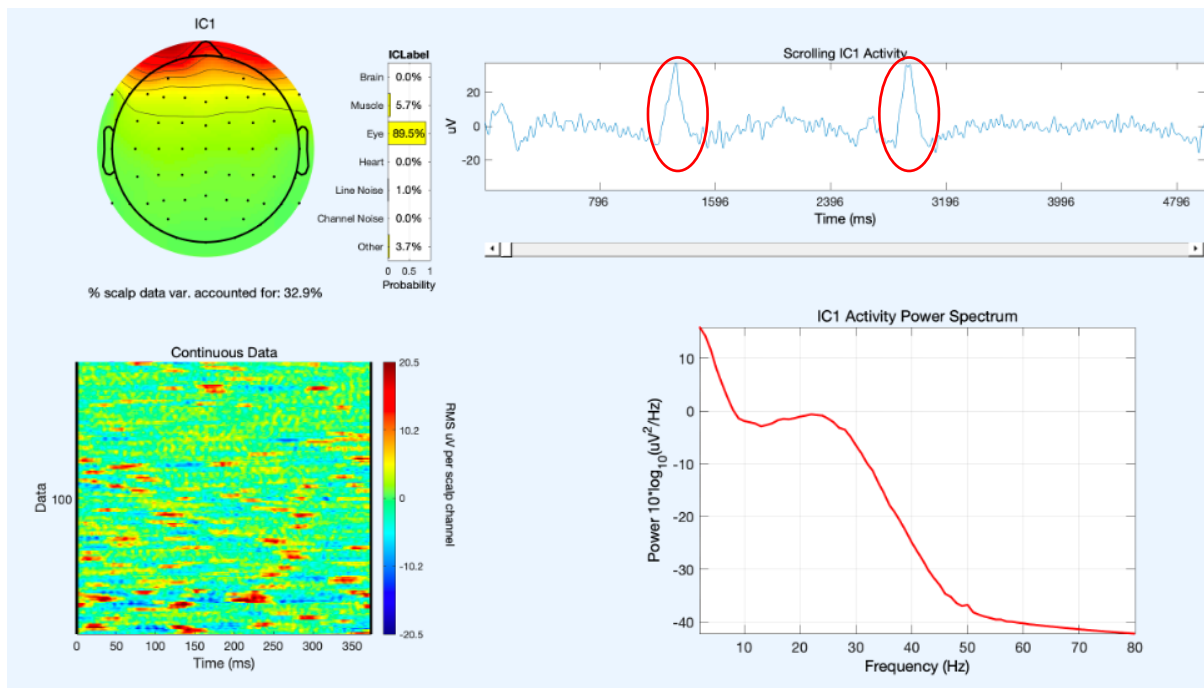 IC1
ICLabel
Brain 0.0%
Muscle 5.7%
Eye 89.5%
Heart 0.0%
Line Noise 1.0%
Channel Noise 0.0%
Other 3.7%
0 0.5 1
Probability
% scalp data var. accounted for: 32.9%
Scrolling IC1 Activity
uV
20
0
-20
796 1596 2396 3196 3996 4796
Time (ms)
Continuous Data
Data
100
0 50 100 150 200 250 300 350
Time (ms)
20.5
10.2
0
-10.2
-20.5
RMS uV per scalp channel
IC1 Activity Power Spectrum
Power 10*log10(uV2/Hz)
10
0
-10
-20
-30
-40
10 20 30 40 50 60 70 80
Frequency (Hz)